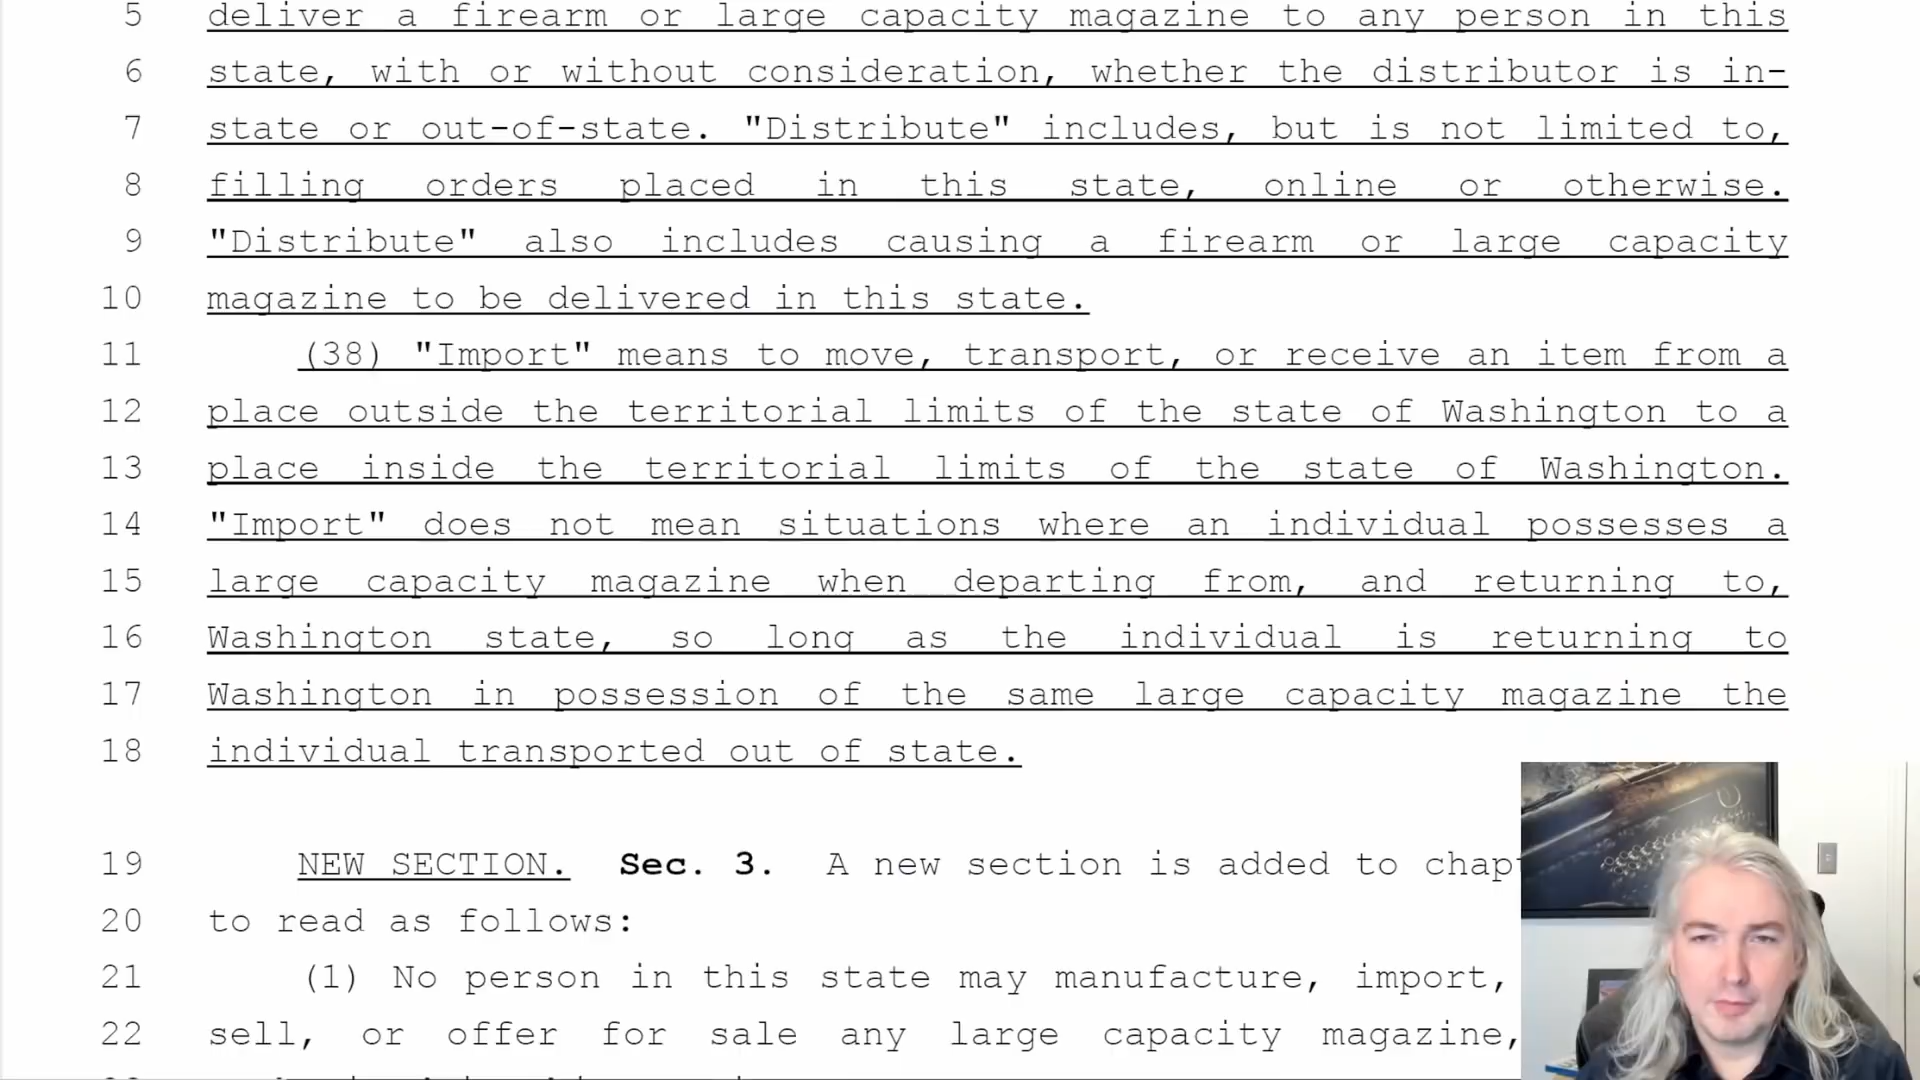 5 deliver a firearm or large capacity magazine to any person in this
6 state, with or without consideration, whether the distributor is in-
7 state or out-of-state. "Distribute" includes, but is not limited to,
8 filling orders placed in this state, online or otherwise.
9 "Distribute" also includes causing a firearm or large capacity
10 magazine to be delivered in this state.
11 (38) "Import" means to move, transport, or receive an item from a
12 place outside the territorial limits of the state of Washington to a
13 place inside the territorial limits of the state of Washington.
14 "Import" does not mean situations where an individual possesses a
15 large capacity magazine when departing from, and returning to,
16 Washington state, so long as the individual is returning to
17 Washington in possession of the same large capacity magazine the
18 individual transported out of state.
19 NEW SECTION. Sec. 3. A new section is added to chap
20 to read as follows:
21 (1) No person in this state may manufacture, import,
22 sell, or offer for sale any large capacity magazine,